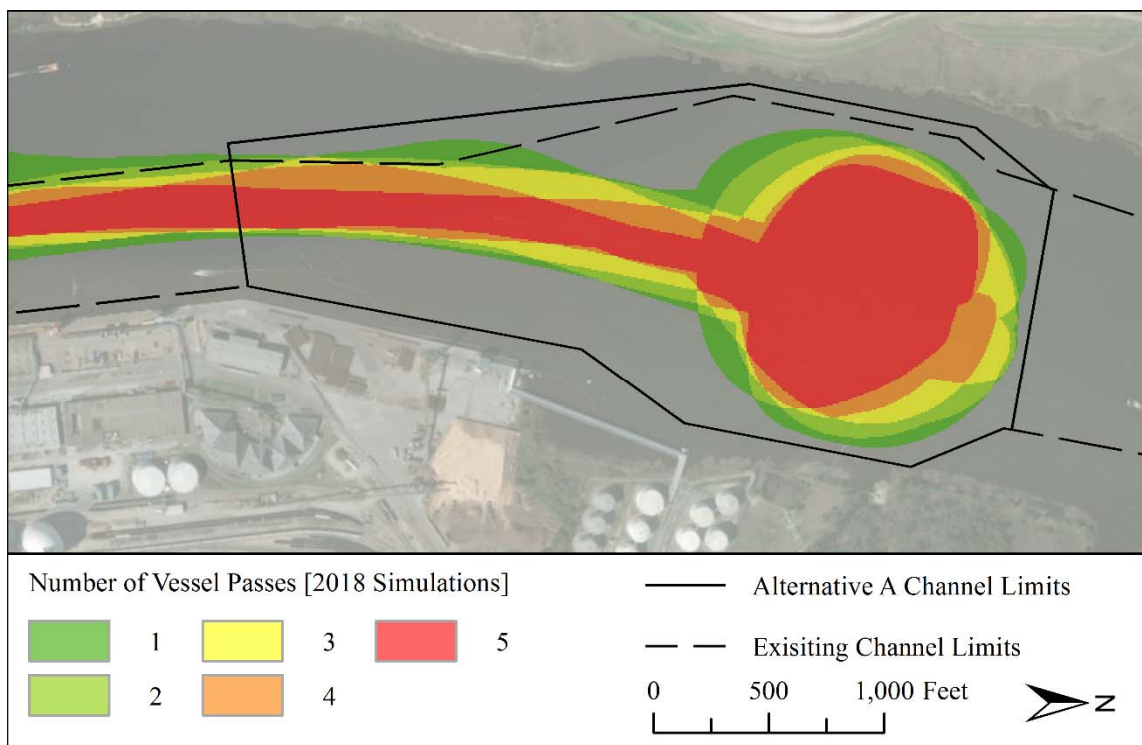 Number of Vessel Passes [2018 Simulations]
1
3
5
2
4
Alternative A Channel Limits
Exisiting Channel Limits
0
500
1,000 Feet
N